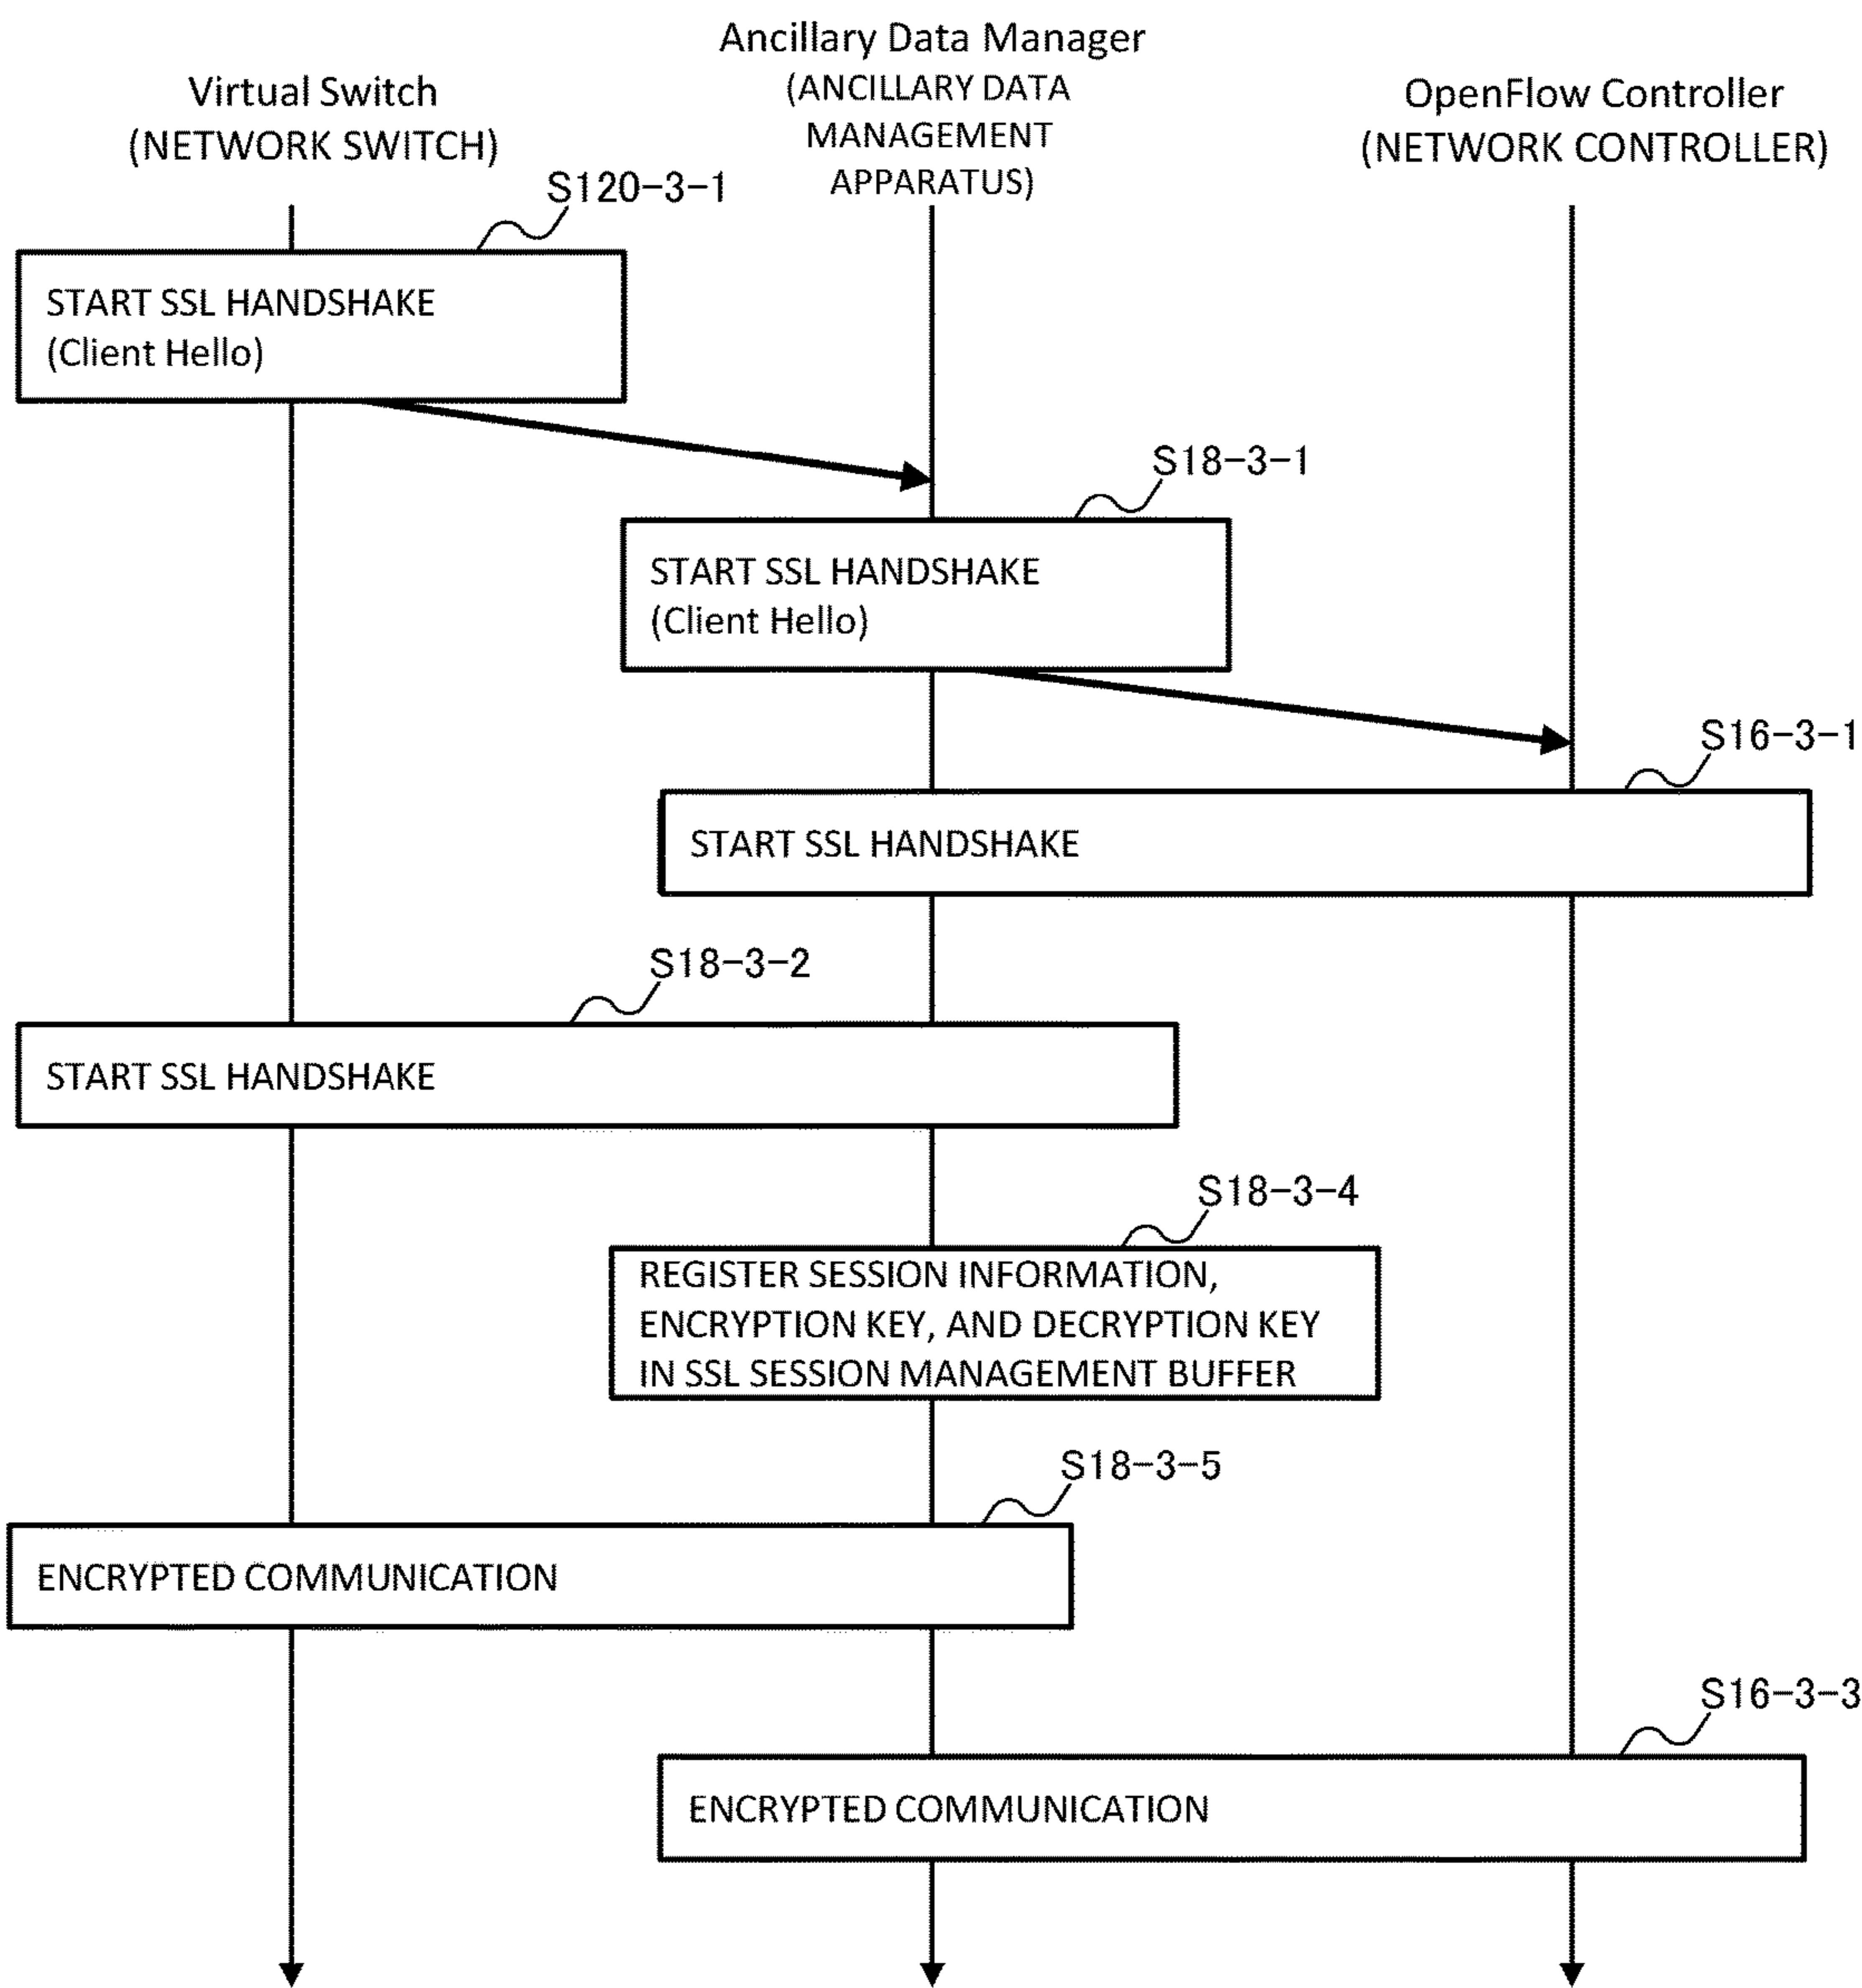 Virtual Switch
(NETWORK SWITCH)
Ancillary Data Manager
(ANCILLARY DATA
MANAGEMENT
APPARATUS)
OpenFlow Controller
(NETWORK CONTROLLER)
S120-3-1
START SSL HANDSHAKE
(Client Hello)
S18-3-1
START SSL HANDSHAKE
(Client Hello)
S16-3-1
START SSL HANDSHAKE
S18-3-2
START SSL HANDSHAKE
S18-3-4
REGISTER SESSION INFORMATION,
ENCRYPTION KEY, AND DECRYPTION KEY
IN SSL SESSION MANAGEMENT BUFFER
S18-3-5
ENCRYPTED COMMUNICATION
S16-3-3
ENCRYPTED COMMUNICATION